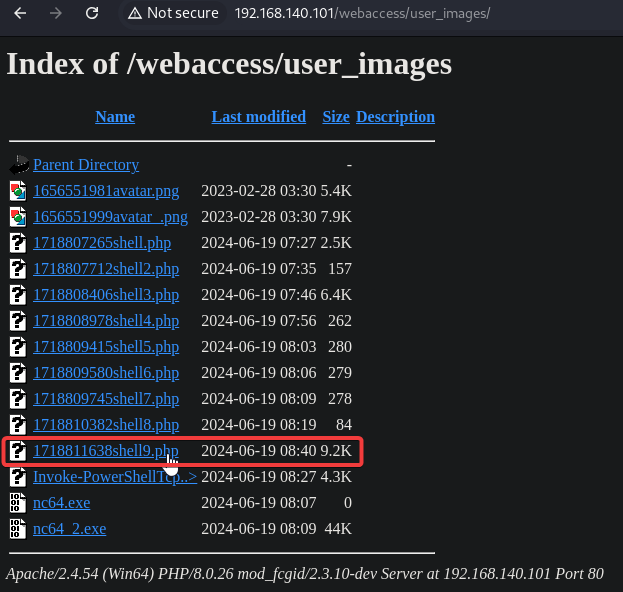 Not secure 192.168.140.101/webaccess/user_images/
Index of /webaccess/user_images
Name Last modified Size Description
Parent Directory -
1656551981avatar.png 2023-02-28 03:30 5.4K
1656551999avatar_.png 2023-02-28 03:30 7.9K
1718807265shell.php 2024-06-19 07:27 2.5K
1718807712shell2.php 2024-06-19 07:35 157
1718808406shell3.php 2024-06-19 07:46 6.4K
1718808978shell4.php 2024-06-19 07:56 262
1718809415shell5.php 2024-06-19 08:03 280
1718809580shell6.php 2024-06-19 08:06 279
1718809745shell7.php 2024-06-19 08:09 278
1718810382shell8.php 2024-06-19 08:19 84
1718811638shell9.php 2024-06-19 08:40 9.2K
Invoke-PowerShellTcp..> 2024-06-19 08:27 4.3K
nc64.exe 2024-06-19 08:07 0
nc64_2.exe 2024-06-19 08:09 44K
Apache/2.4.54 (Win64) PHP/8.0.26 mod_fcgid/2.3.10-dev Server at 192.168.140.101 Port 80